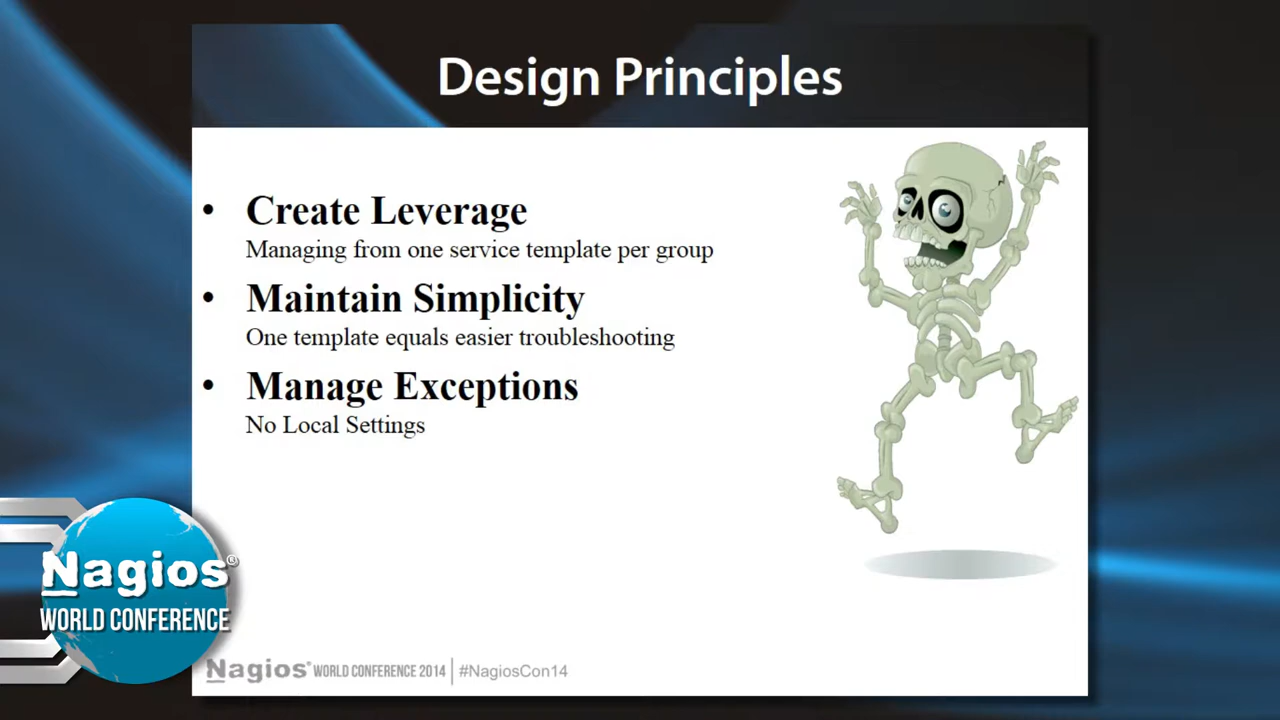 Design Principles
• Create Leverage
Managing from one service template per group
• Maintain Simplicity
One template equals easier troubleshooting
• Manage Exceptions
No Local Settings
Nagios®
WORLD CONFERENCE
Nagios® WORLD CONFERENCE 2014 | #NagiosCon14